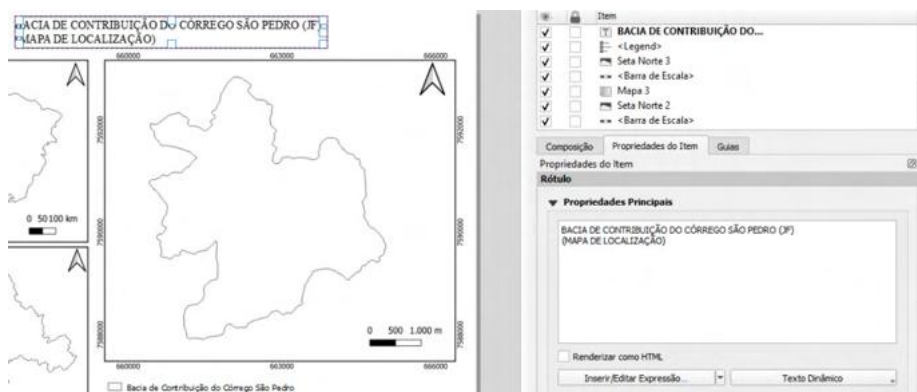 BACIA DE CONTRIBUIÇÃO DO CÓRREGO SÃO PEDRO (JF)
(MAPA DE LOCALIZAÇÃO)
660000 663000 666000
7592000 7592000
7590000 7590000
7588000 7588000
0 50 100 km
0 500 1.000 m
660000 663000 666000
Bacia de Contribuição do Córrego São Pedro
Item
BACIA DE CONTRIBUIÇÃO DO...
<Legend>
Seta Norte 3
<Barra de Escala>
Mapa 3
Seta Norte 2
<Barra de Escala>
Composição Propriedades do Item Guias
Propriedades do item
Rótulo
Propriedades Principais
BACIA DE CONTRIBUIÇÃO DO CÓRREGO SÃO PEDRO (JF)
(MAPA DE LOCALIZAÇÃO)
Renderizar como HTML
Inserir/Editar Expressão... Texto Dinâmico